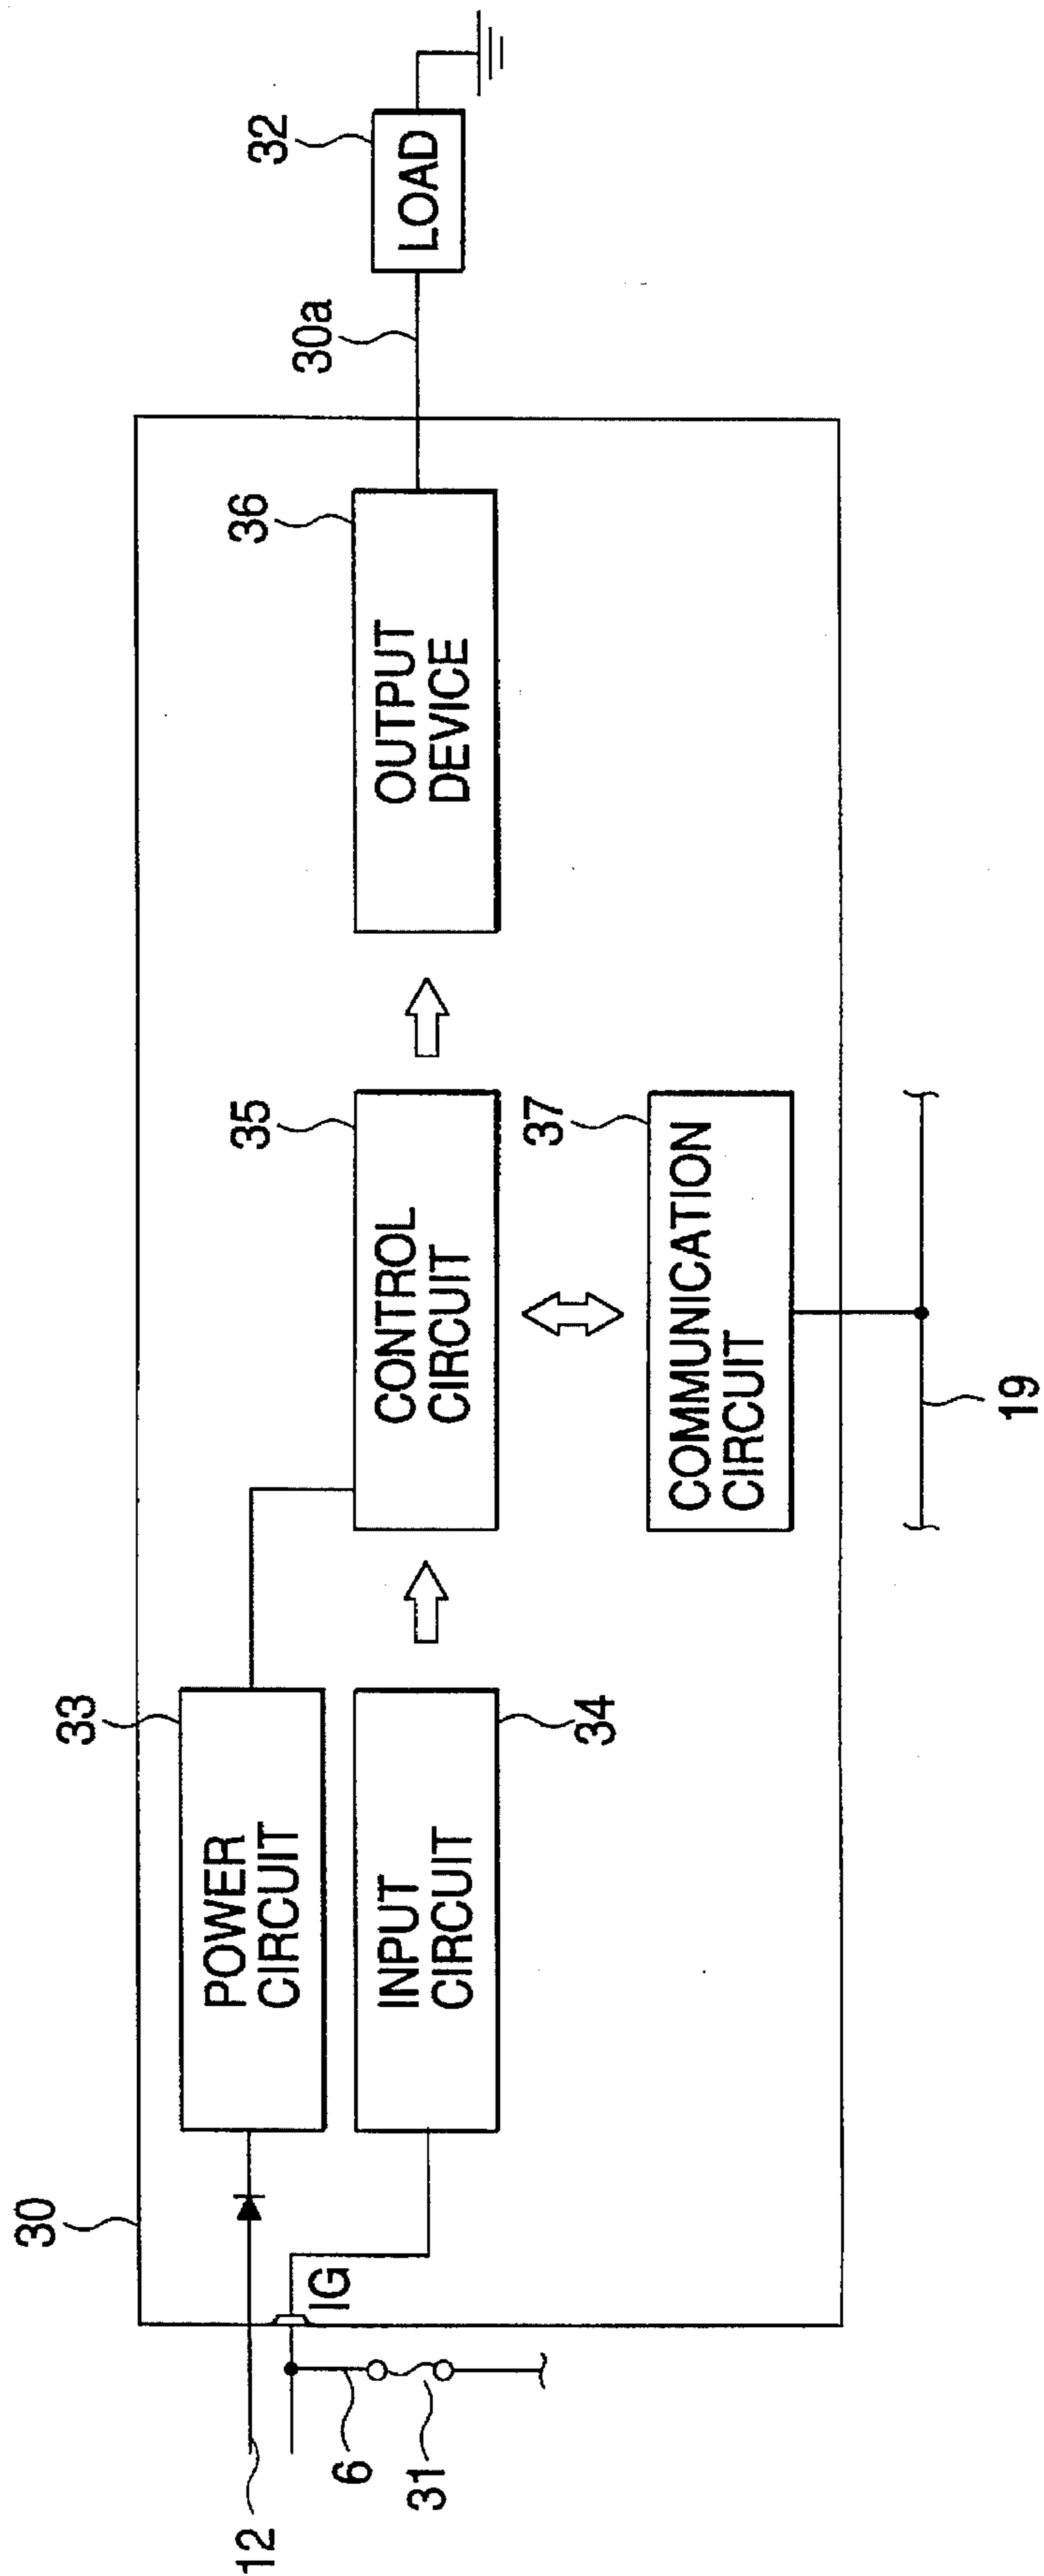 30
33
POWER
CIRCUIT
12
IG
6
31
INPUT
CIRCUIT
34
35
CONTROL
CIRCUIT
37
COMMUNICATION
CIRCUIT
19
36
OUTPUT
DEVICE
30a
32
LOAD